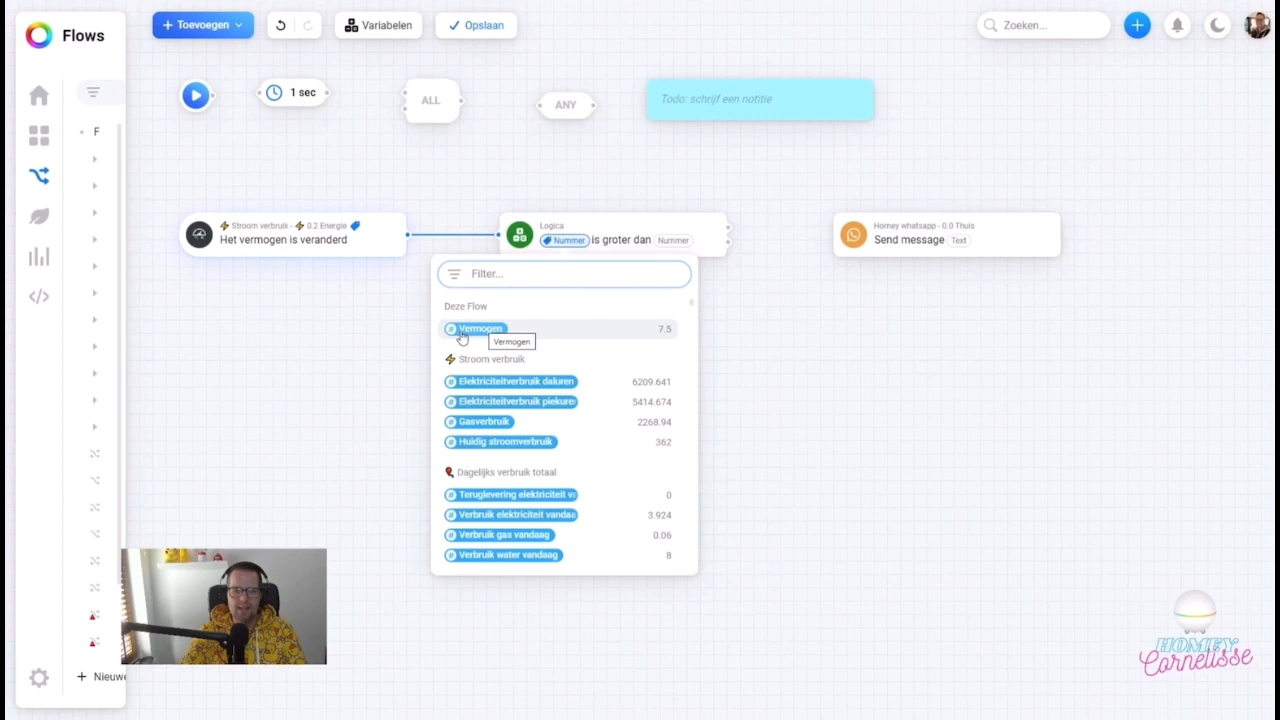 Flows
Toevoegen
Variabelen
Opslaan
Zoeken...
1 sec
ALL
ANY
Todo: schrijf een notitie
F
Stroom verbruik - 0.2 Energie
Het vermogen is veranderd
Logica
Nummer is groter dan Nummer
Homey whatsapp - 0.0 Thuis
Send message Text
Filter...
Deze Flow
Vermogen 7.5
Vermogen
Stroom verbruik
Elektriciteitverbruik daluren 6209.641
Elektriciteitverbruik piekuren 5414.674
Gasverbruik 2268.94
Huidig stroomverbruik 362
Dagelijks verbruik totaal
Teruglevering elektriciteit va 0
Verbruik elektriciteit vandaa 3.924
Verbruik gas vandaag 0.06
Verbruik water vandaag 8
Nieuwe
HOMEY
Cornelisse